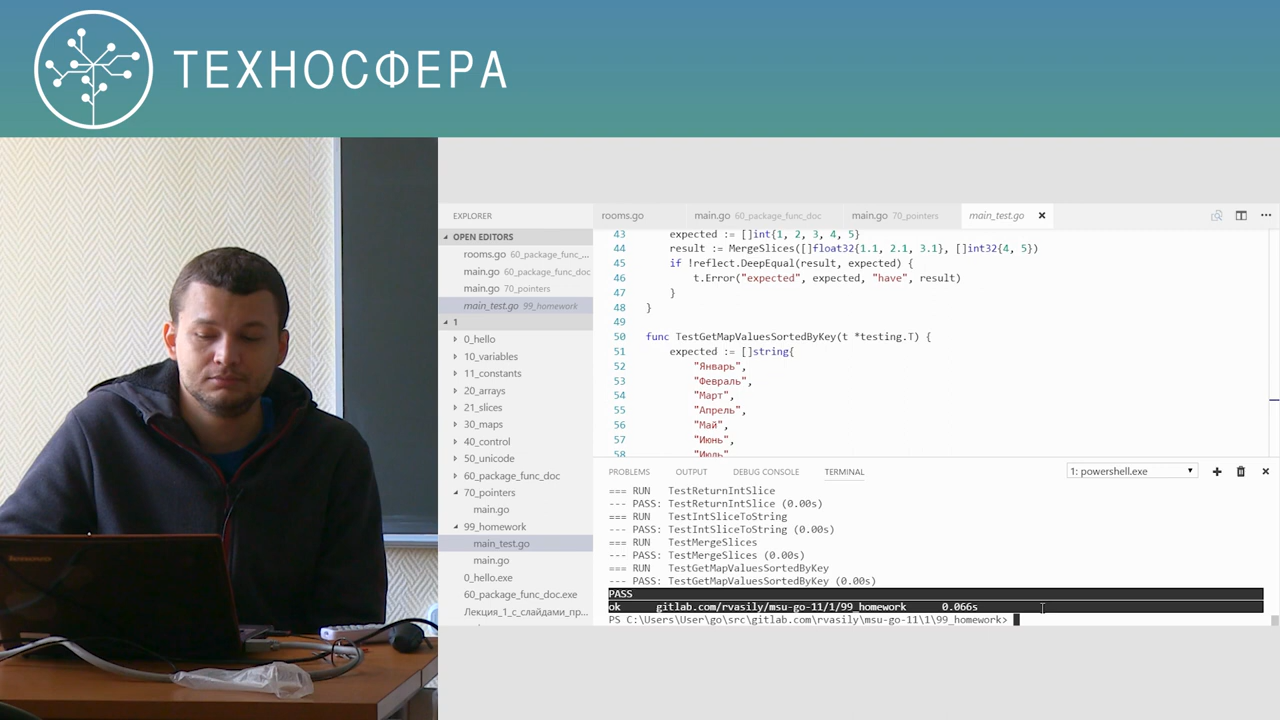 ТЕХНОСФЕРА
EXPLORER
OPEN EDITORS
rooms.go 60_package_func_...
main.go 60_package_func_doc
main.go 70_pointers
main_test.go 99_homework
1
0_hello
10_variables
11_constants
20_arrays
21_slices
30_maps
40_control
50_unicode
60_package_func_doc
70_pointers
main.go
99_homework
main_test.go
main.go
0_hello.exe
60_package_func_doc.exe
Лекция_1_с_слайдами_пр...
rooms.go main.go 60_package_func_doc main.go 70_pointers main_test.go
43 expected := []int{1, 2, 3, 4, 5}
44 result := MergeSlices([]float32{1.1, 2.1, 3.1}, []int32{4, 5})
45 if !reflect.DeepEqual(result, expected) {
46 t.Error("expected", expected, "have", result)
47 }
48 }
49
50 func TestGetMapValuesSortedByKey(t *testing.T) {
51 expected := []string{
52 "Январь",
53 "Февраль",
54 "Март",
55 "Апрель",
56 "Май",
57 "Июнь",
58 "Июль",
PROBLEMS OUTPUT DEBUG CONSOLE TERMINAL 1: powershell.exe
=== RUN TestReturnIntSlice
--- PASS: TestReturnIntSlice (0.00s)
=== RUN TestIntSliceToString
--- PASS: TestIntSliceToString (0.00s)
=== RUN TestMergeSlices
--- PASS: TestMergeSlices (0.00s)
=== RUN TestGetMapValuesSortedByKey
--- PASS: TestGetMapValuesSortedByKey (0.00s)
PASS
ok gitlab.com/rvasily/msu-go-11/1/99_homework 0.066s
PS C:\Users\User\go\src\gitlab.com\rvasily\msu-go-11\1\99_homework>